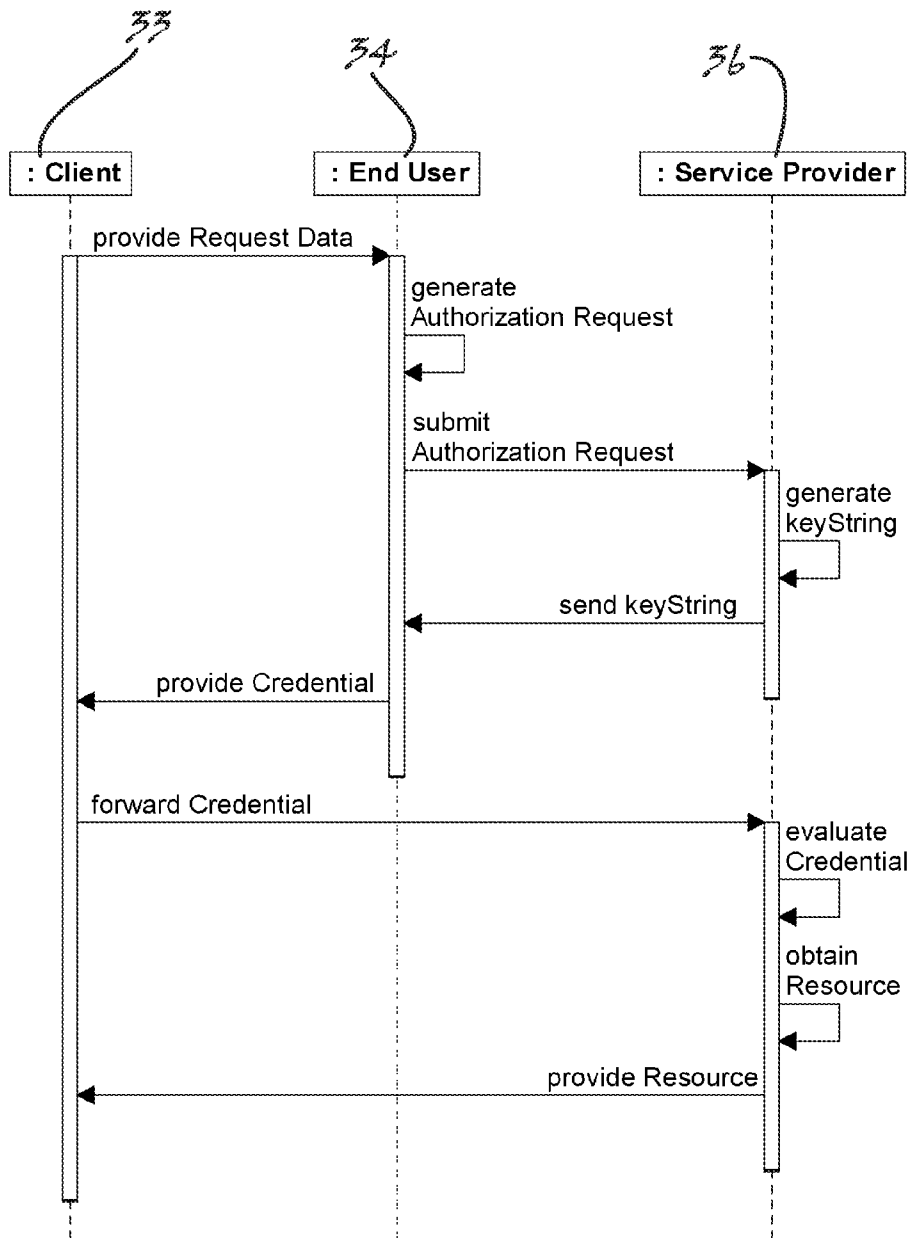 33
34
36
: Client
: End User
: Service Provider
provide Request Data
generate
Authorization Request
submit
Authorization Request
generate
keyString
send keyString
provide Credential
forward Credential
evaluate
Credential
obtain
Resource
provide Resource